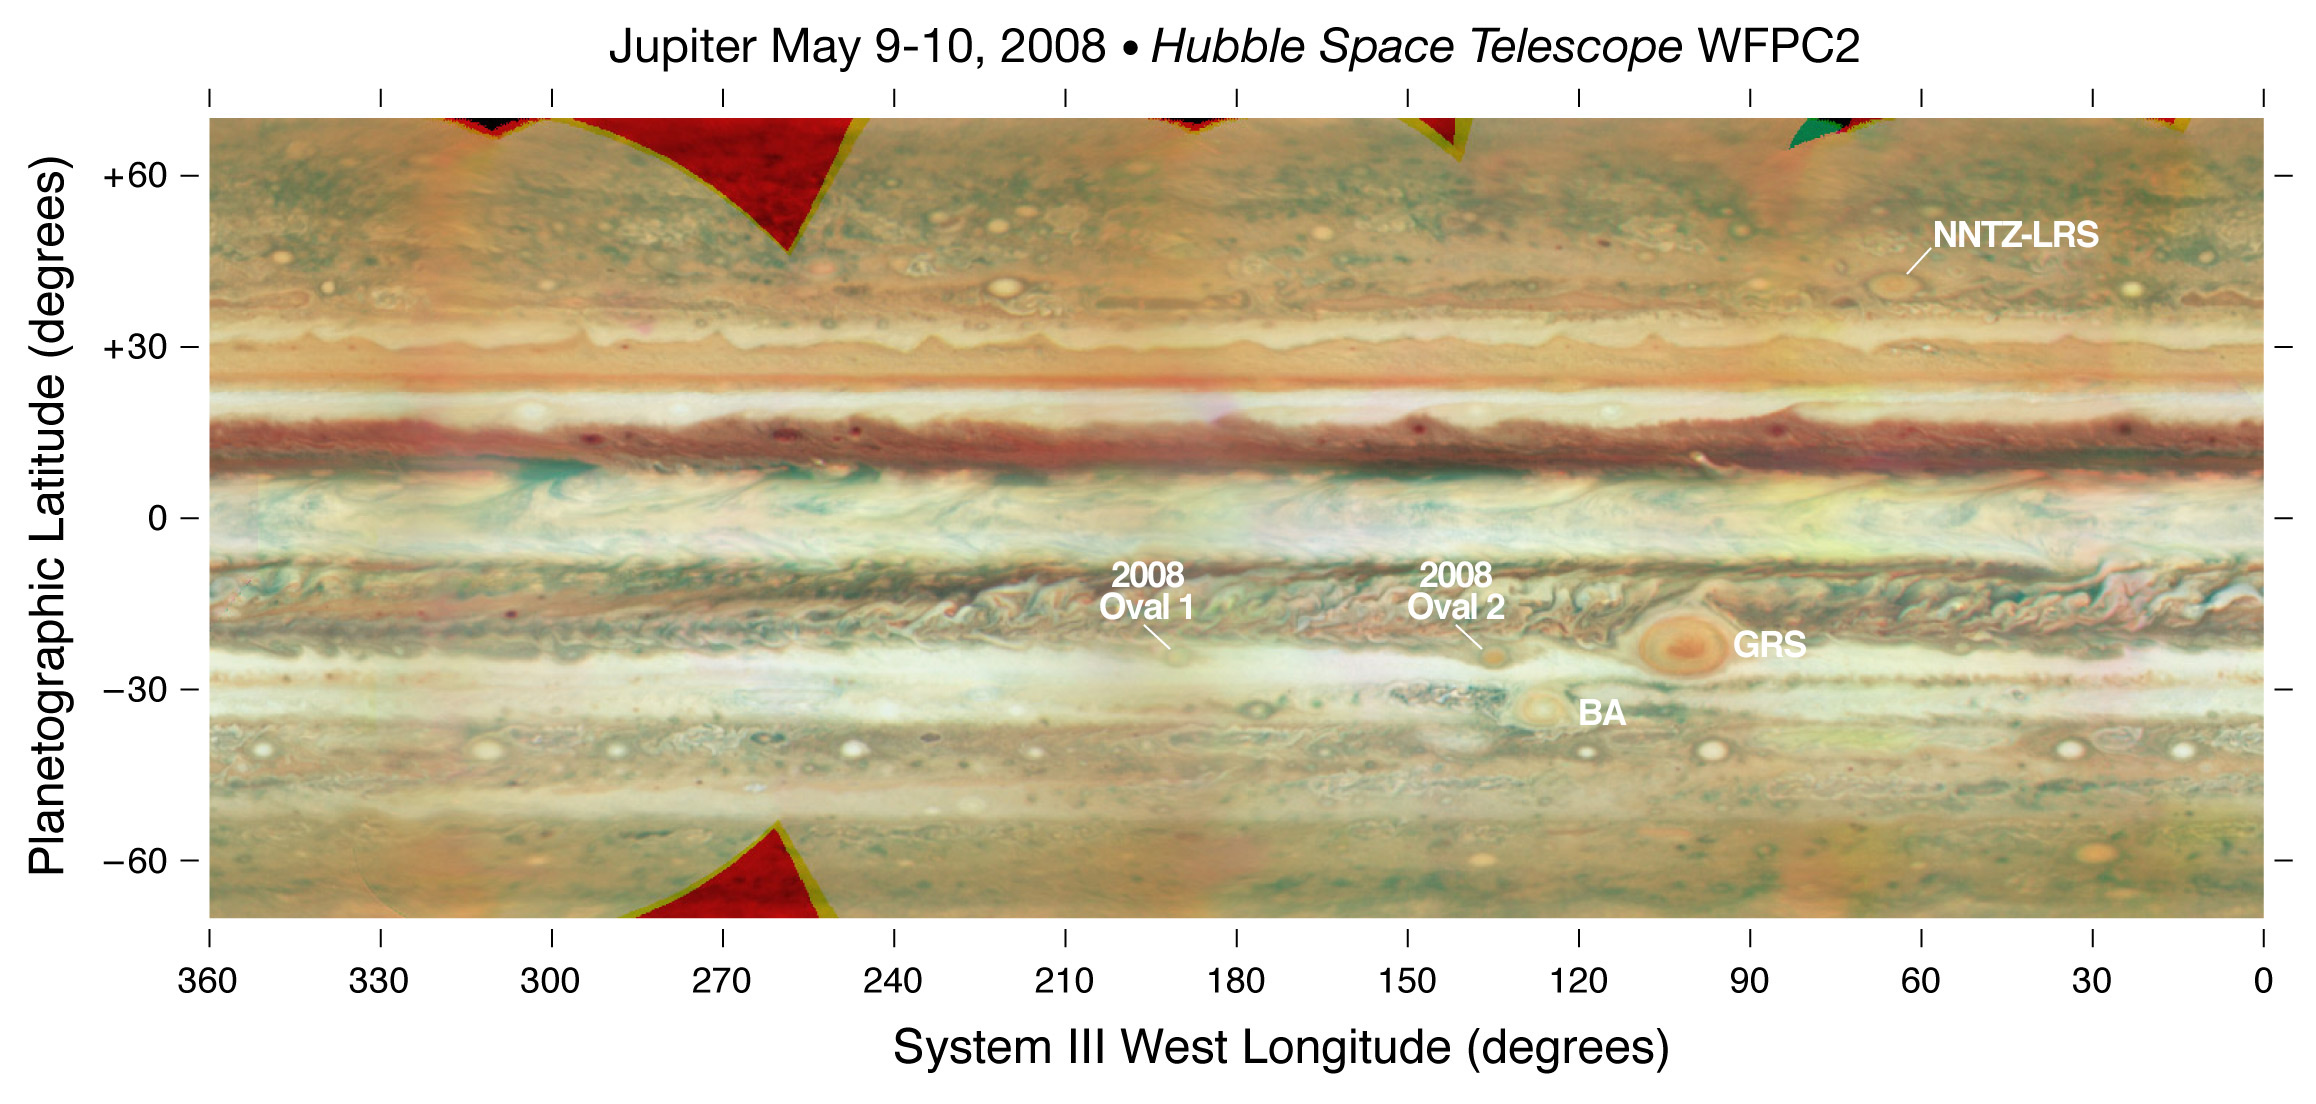 Jupiter May 9-10, 2008 • Hubble Space Telescope WFPC2
Planetographic Latitude (degrees)
+60
+30
0
−30
−60
NNTZ-LRS
2008
Oval 1
2008
Oval 2
GRS
BA
360 330 300 270 240 210 180 150 120 90 60 30 0
System III West Longitude (degrees)